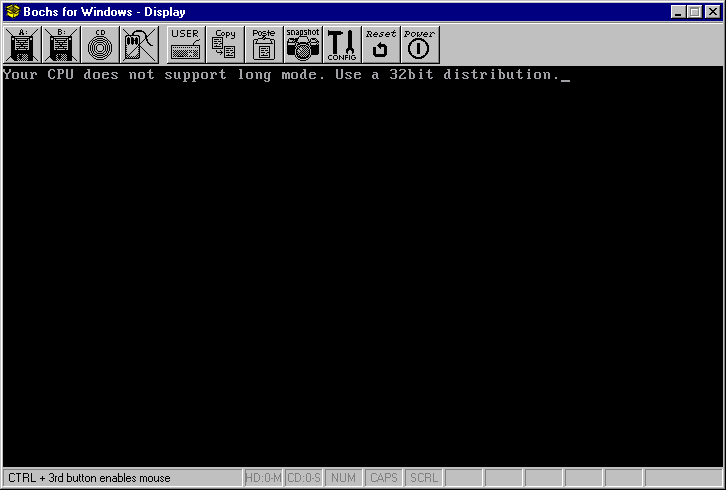 Bochs for Windows - Display
A: B: CD USER Copy Paste snapshot CONFIG Reset Power
Your CPU does not support long mode. Use a 32bit distribution._
CTRL + 3rd button enables mouse HD:0-M CD:0-S NUM CAPS SCRL